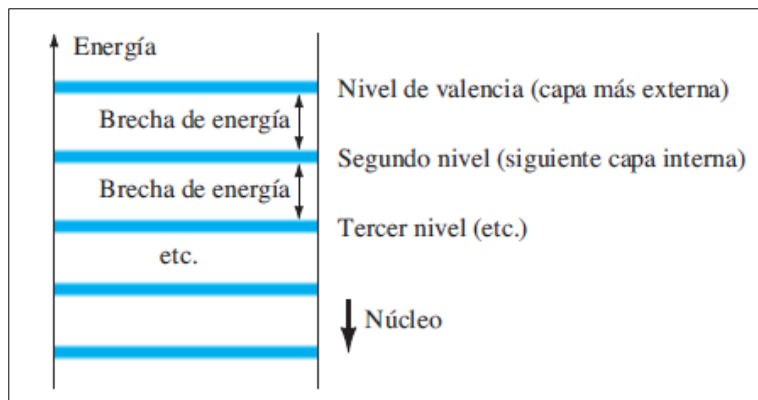 Energía
Nivel de valencia (capa más externa)
Brecha de energía
Segundo nivel (siguiente capa interna)
Brecha de energía
Tercer nivel (etc.)
etc.
Núcleo